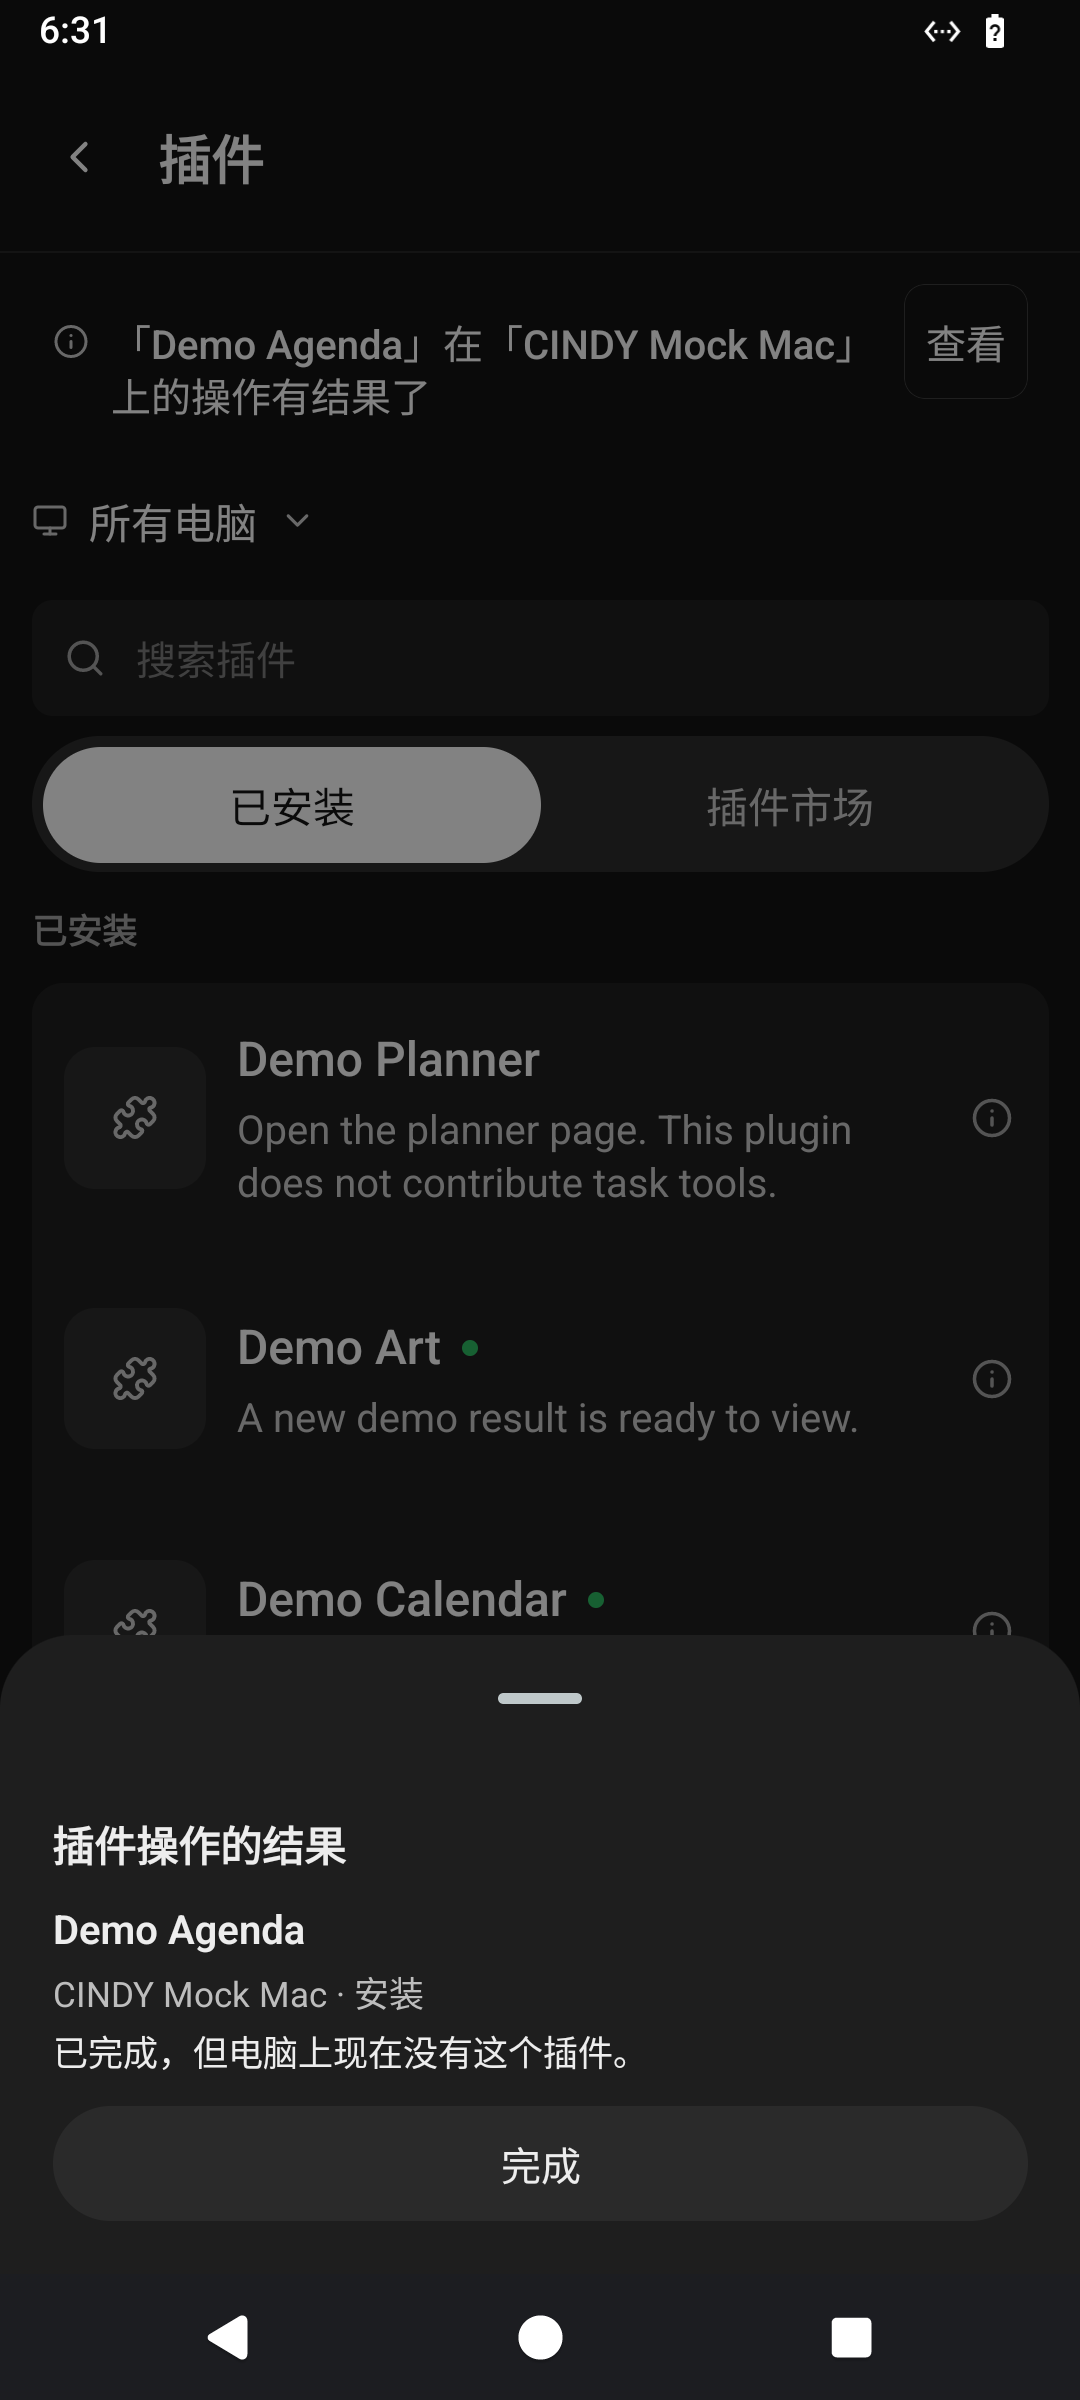 6:31
插件
「Demo Agenda」在「CINDY Mock Mac」
上的操作有结果了
查看
所有电脑
搜索插件
已安装
插件市场
已安装
Demo Planner
Open the planner page. This plugin
does not contribute task tools.
Demo Art
A new demo result is ready to view.
Demo Calendar
插件操作的结果
Demo Agenda
CINDY Mock Mac · 安装
已完成，但电脑上现在没有这个插件。
完成